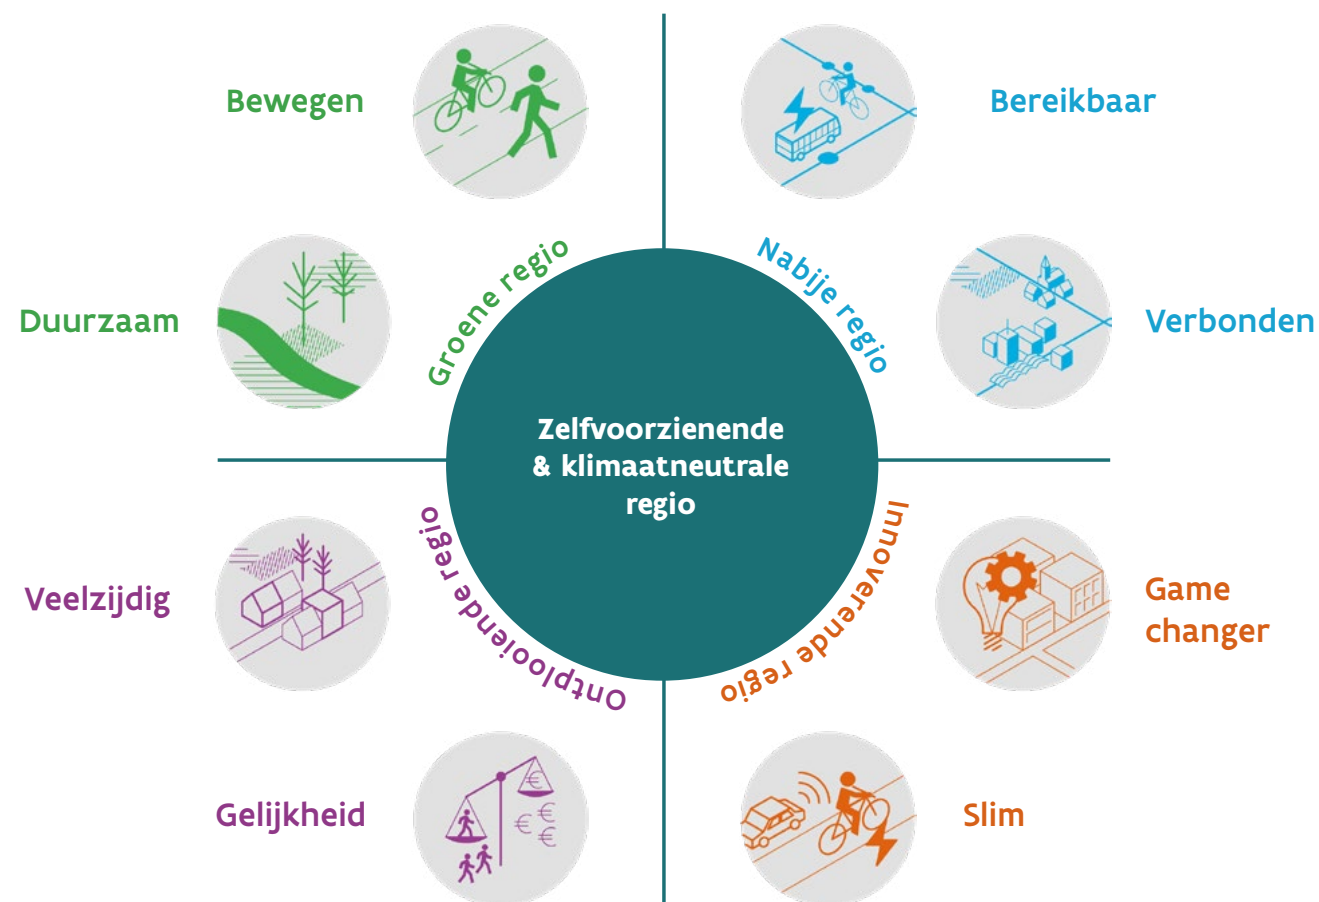 Bewegen
Bereikbaar
Groene regio
Nabije regio
Duurzaam
Verbonden
Zelfvoorzienende
& klimaatneutrale
regio
Ontplooiende regio
Innoverende regio
Veelzijdig
Game
changer
Gelijkheid
€
€
€
€
Slim